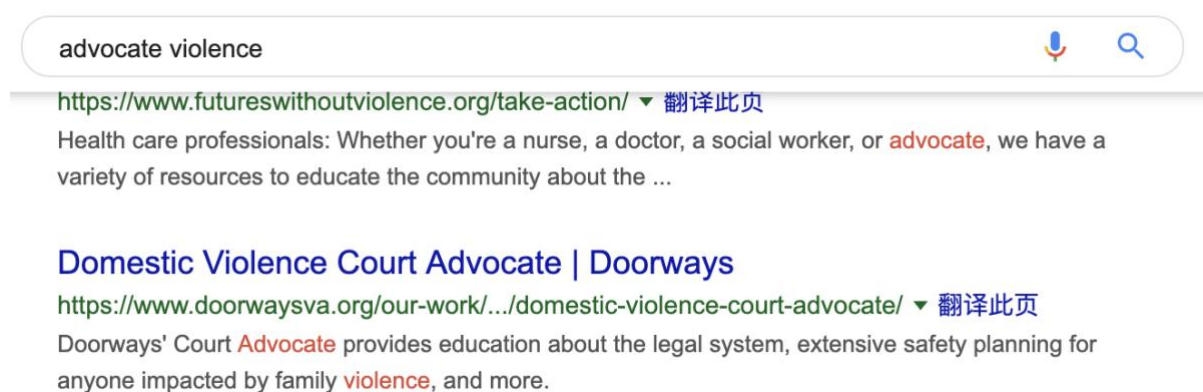 advocate violence
https://www.futureswithoutviolence.org/take-action/ 翻译此页
Health care professionals: Whether you're a nurse, a doctor, a social worker, or advocate, we have a
variety of resources to educate the community about the ...
Domestic Violence Court Advocate | Doorways
https://www.doorwaysva.org/our-work/.../domestic-violence-court-advocate/ 翻译此页
Doorways' Court Advocate provides education about the legal system, extensive safety planning for
anyone impacted by family violence, and more.